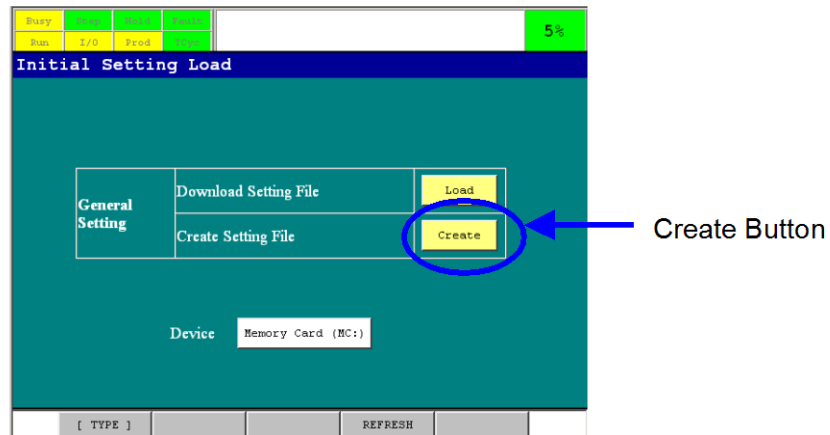 Busy Step Hold Fault
Run I/O Prod TCyc
5%
Initial Setting Load
General
Setting
Download Setting File
Load
Create Setting File
Create
Create Button
Device
Memory Card (MC:)
[ TYPE ]
REFRESH